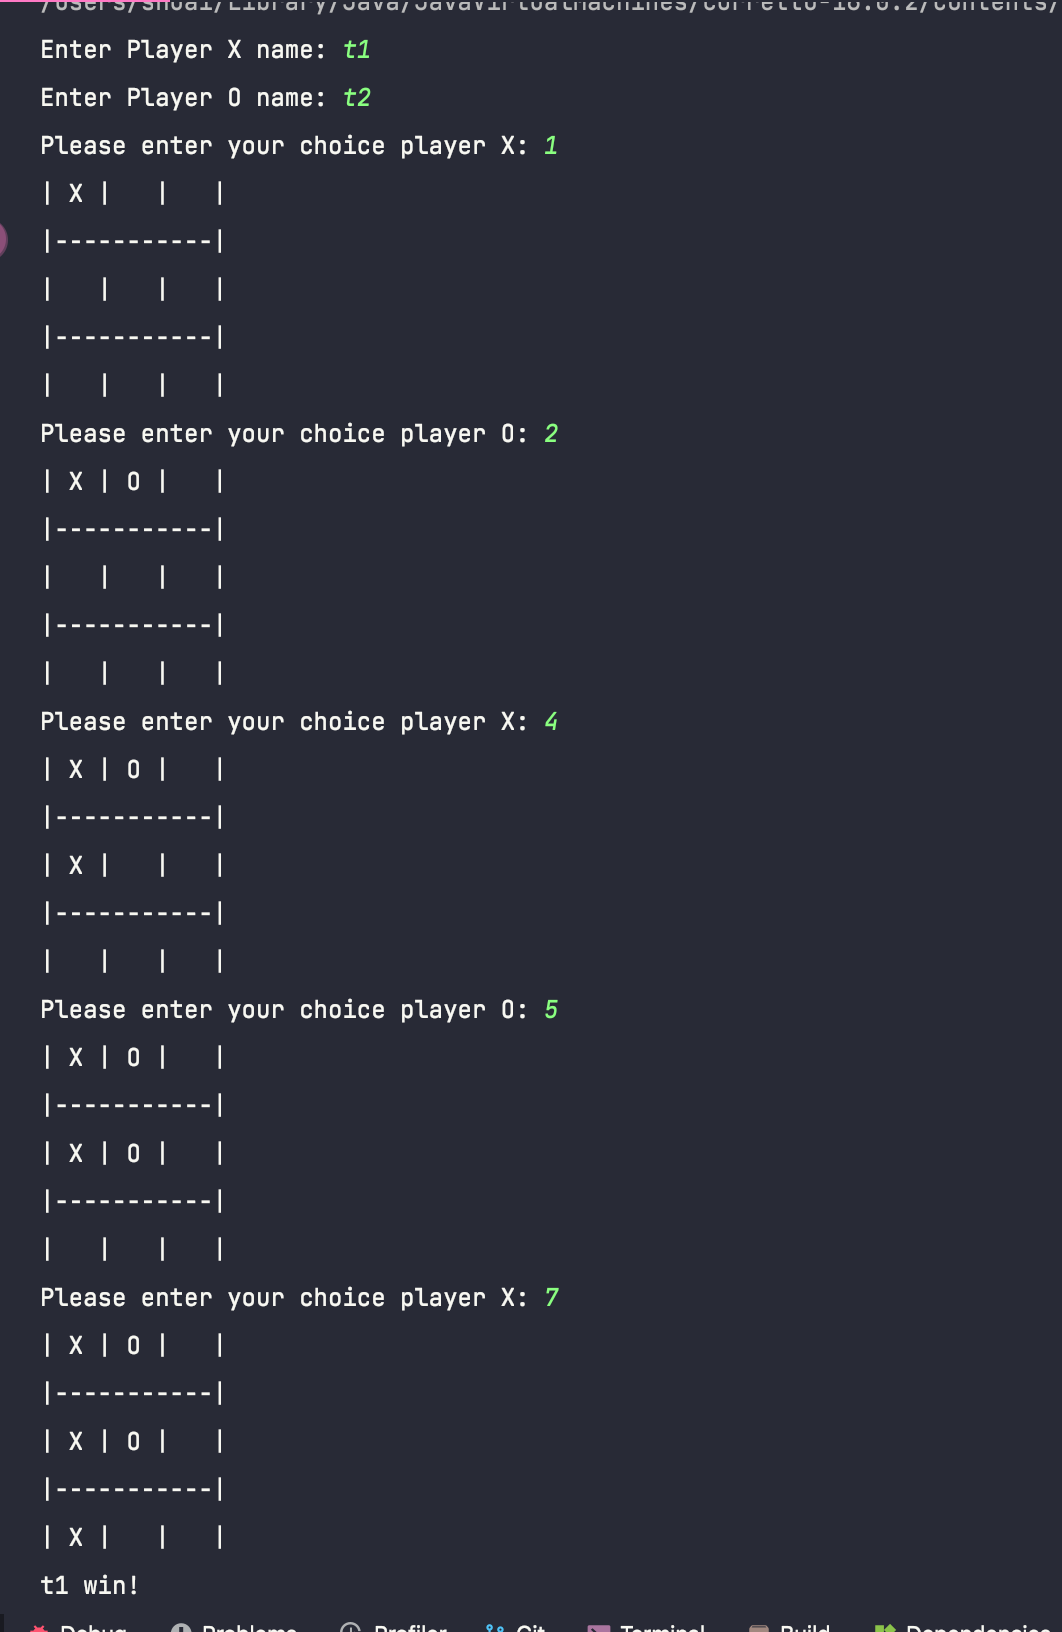 Enter Player X name: t1
Enter Player O name: t2
Please enter your choice player X: 1
| X |   |   |
|-----------|
|   |   |   |
|-----------|
|   |   |   |
Please enter your choice player O: 2
| X | O |   |
|-----------|
|   |   |   |
|-----------|
|   |   |   |
Please enter your choice player X: 4
| X | O |   |
|-----------|
| X |   |   |
|-----------|
|   |   |   |
Please enter your choice player O: 5
| X | O |   |
|-----------|
| X | O |   |
|-----------|
|   |   |   |
Please enter your choice player X: 7
| X | O |   |
|-----------|
| X | O |   |
|-----------|
| X |   |   |
t1 win!
Debug Problems Profiler Git Terminal Build Dependencies